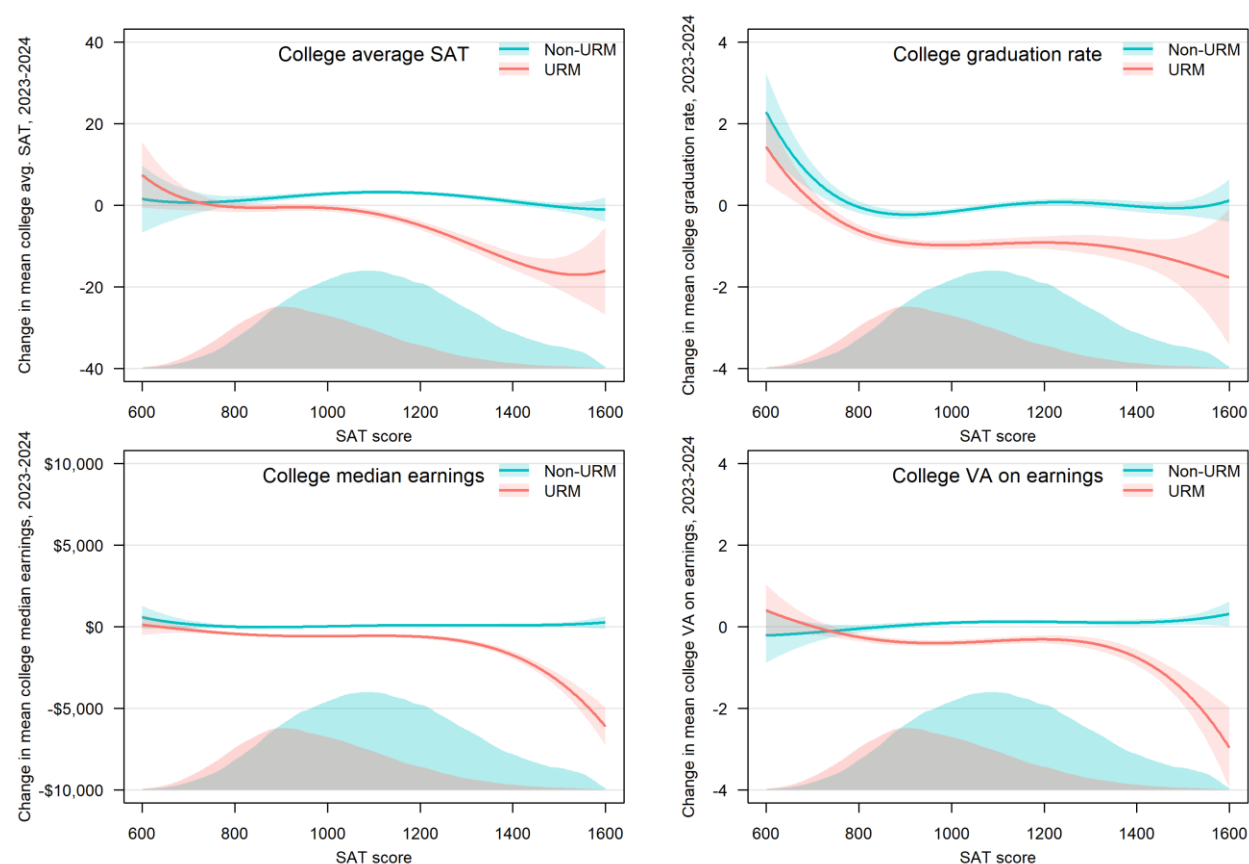 Change in mean college avg. SAT, 2023-2024
College average SAT
Non-URM
URM
40
20
0
-20
-40
600 800 1000 1200 1400 1600
SAT score
Change in mean college graduation rate, 2023-2024
College graduation rate
Non-URM
URM
4
2
0
-2
-4
600 800 1000 1200 1400 1600
SAT score
Change in mean college median earnings, 2023-2024
College median earnings
Non-URM
URM
$10,000
$5,000
$0
-$5,000
-$10,000
600 800 1000 1200 1400 1600
SAT score
Change in mean college VA on earnings, 2023-2024
College VA on earnings
Non-URM
URM
4
2
0
-2
-4
600 800 1000 1200 1400 1600
SAT score